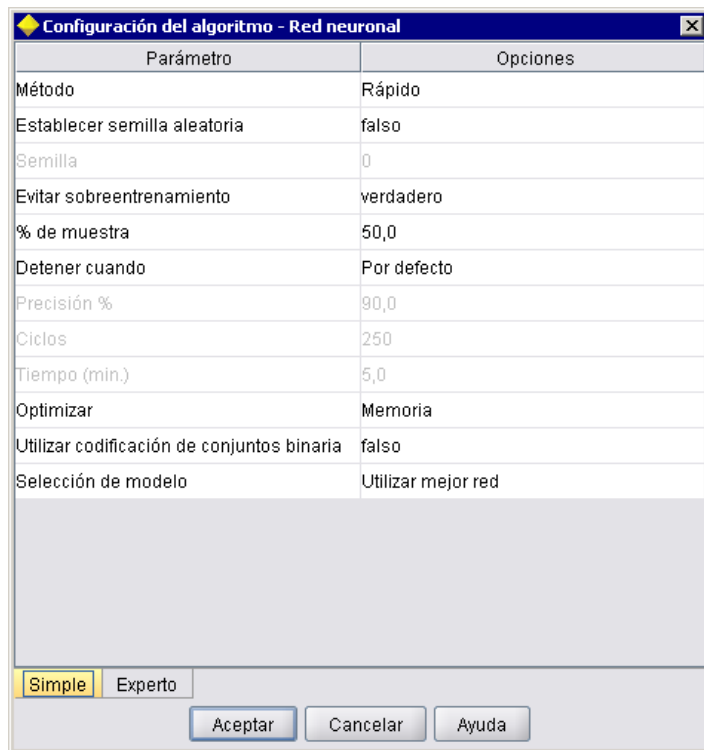 Configuración del algoritmo - Red neuronal
Parámetro Opciones
Método Rápido
Establecer semilla aleatoria falso
Semilla 0
Evitar sobreentrenamiento verdadero
% de muestra 50,0
Detener cuando Por defecto
Precisión % 90,0
Ciclos 250
Tiempo (min.) 5,0
Optimizar Memoria
Utilizar codificación de conjuntos binaria falso
Selección de modelo Utilizar mejor red
Simple Experto
Aceptar Cancelar Ayuda